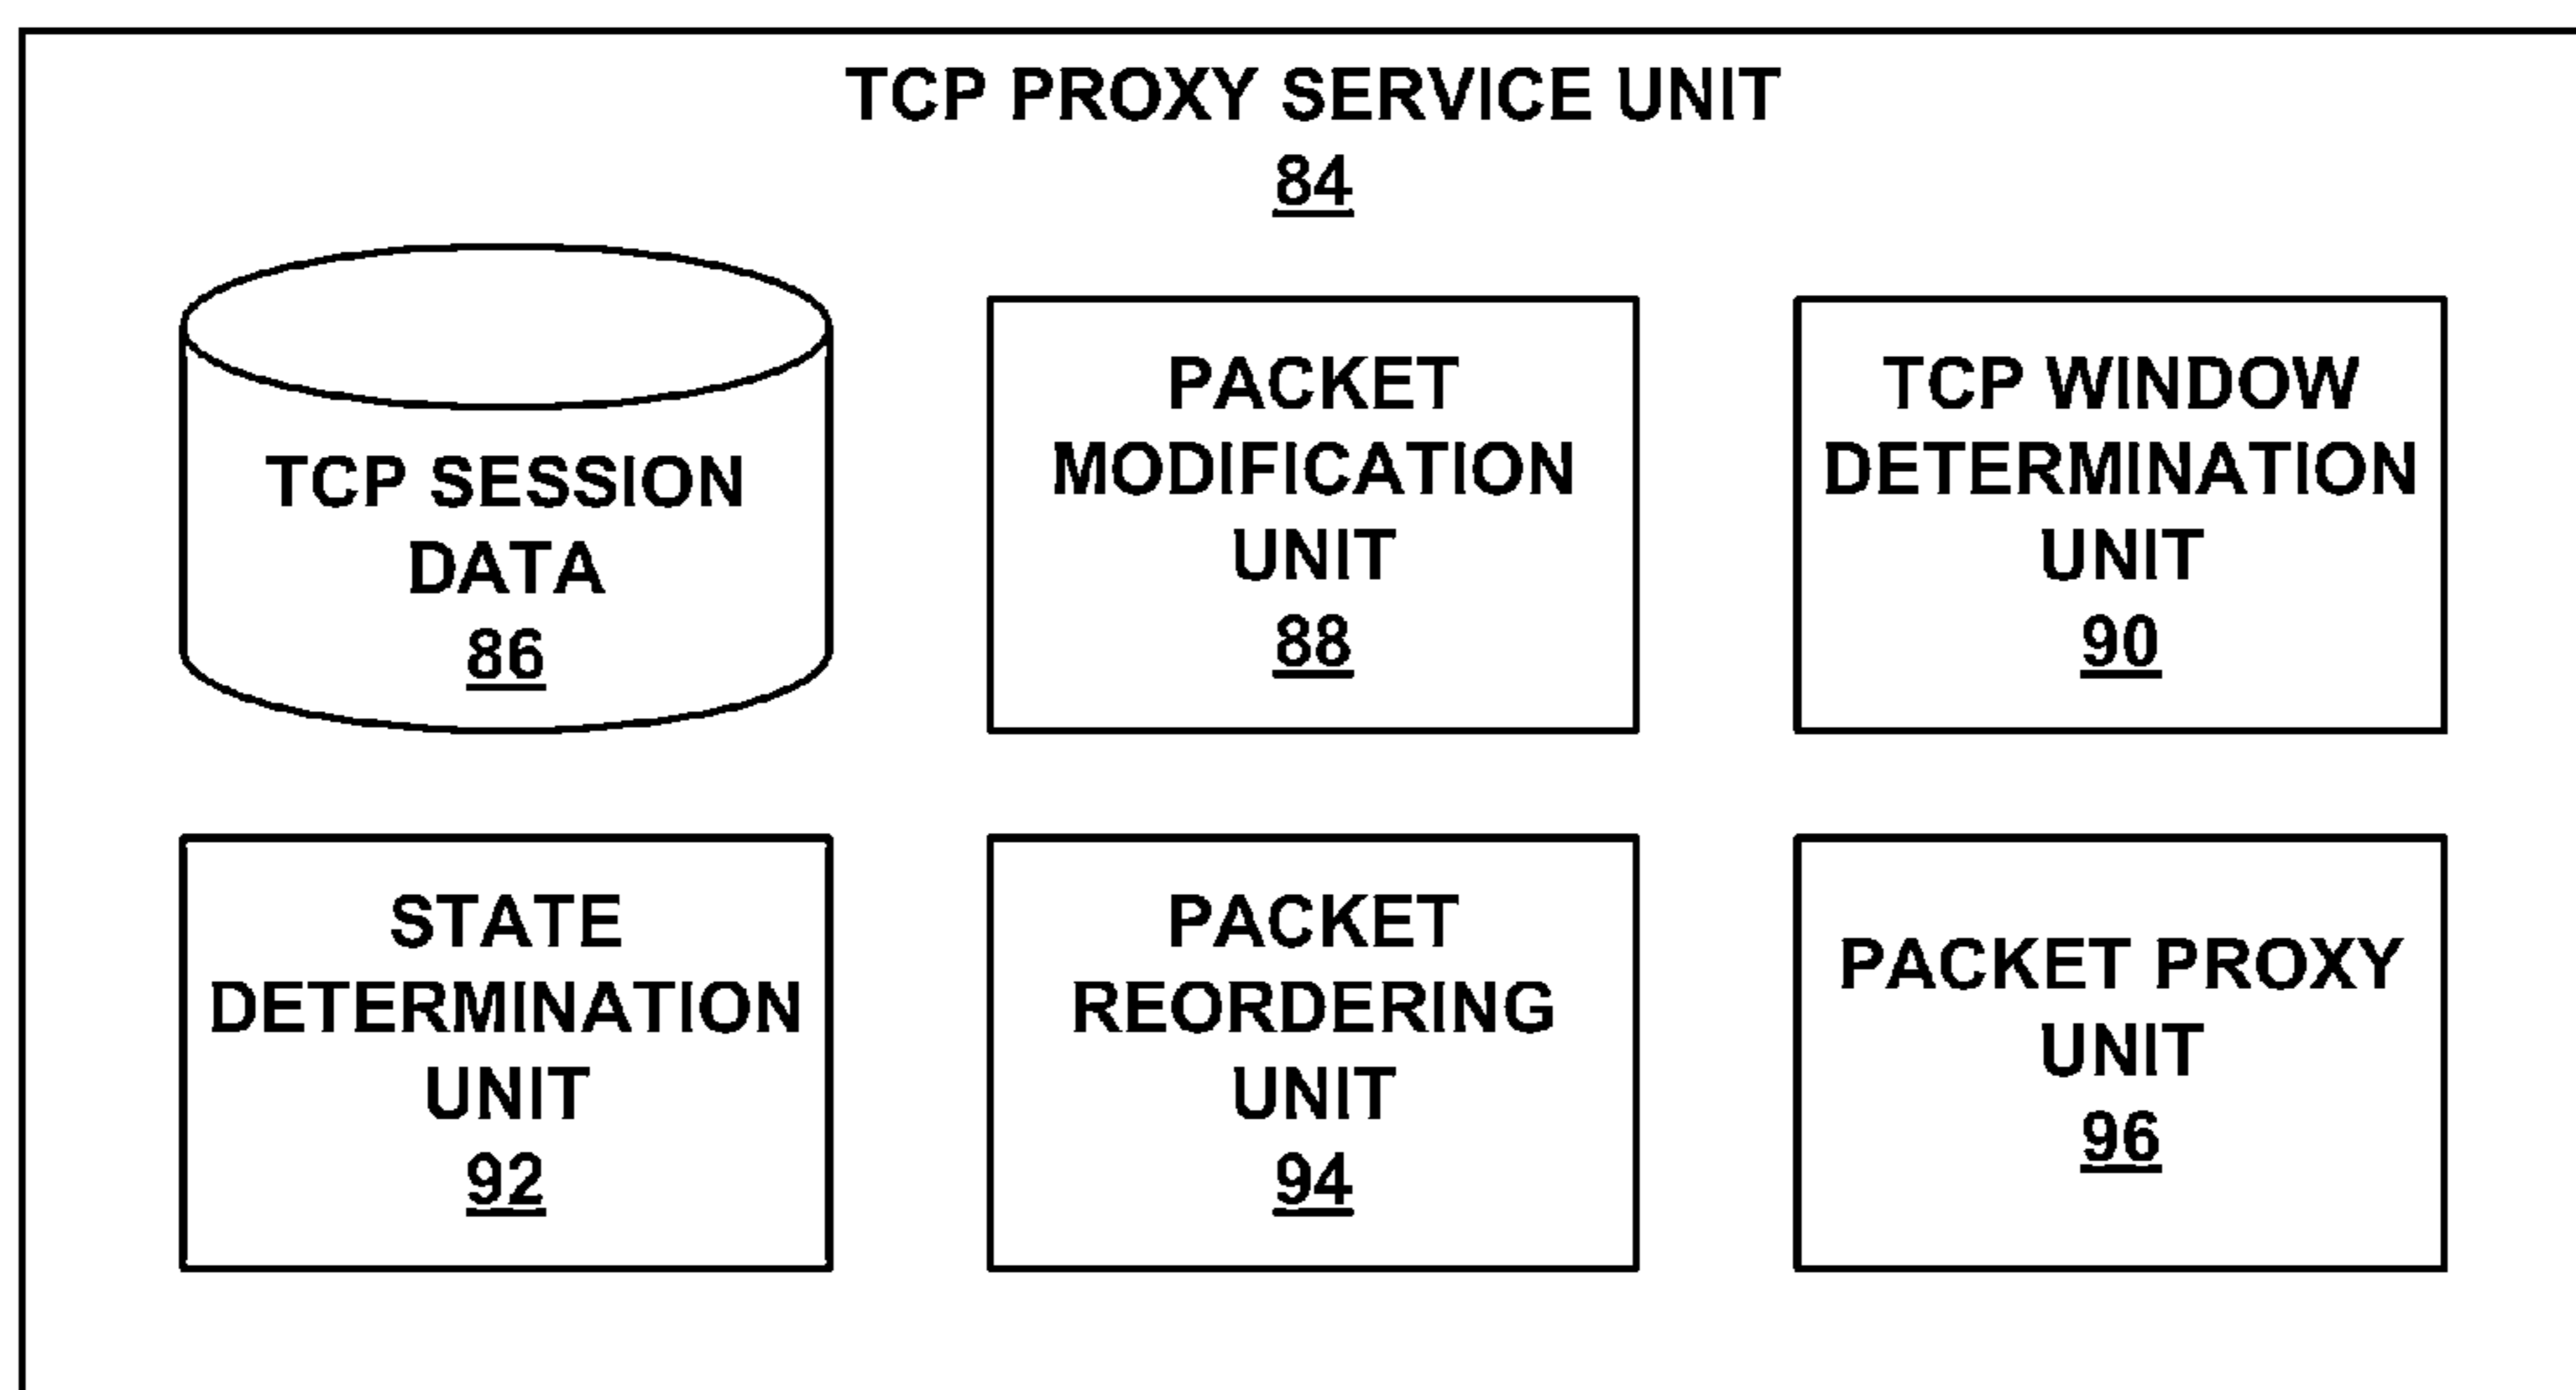 TCP PROXY SERVICE UNIT
84
TCP SESSION
DATA
86
PACKET
MODIFICATION
UNIT
88
TCP WINDOW
DETERMINATION
UNIT
90
STATE
DETERMINATION
UNIT
92
PACKET
REORDERING
UNIT
94
PACKET PROXY
UNIT
96